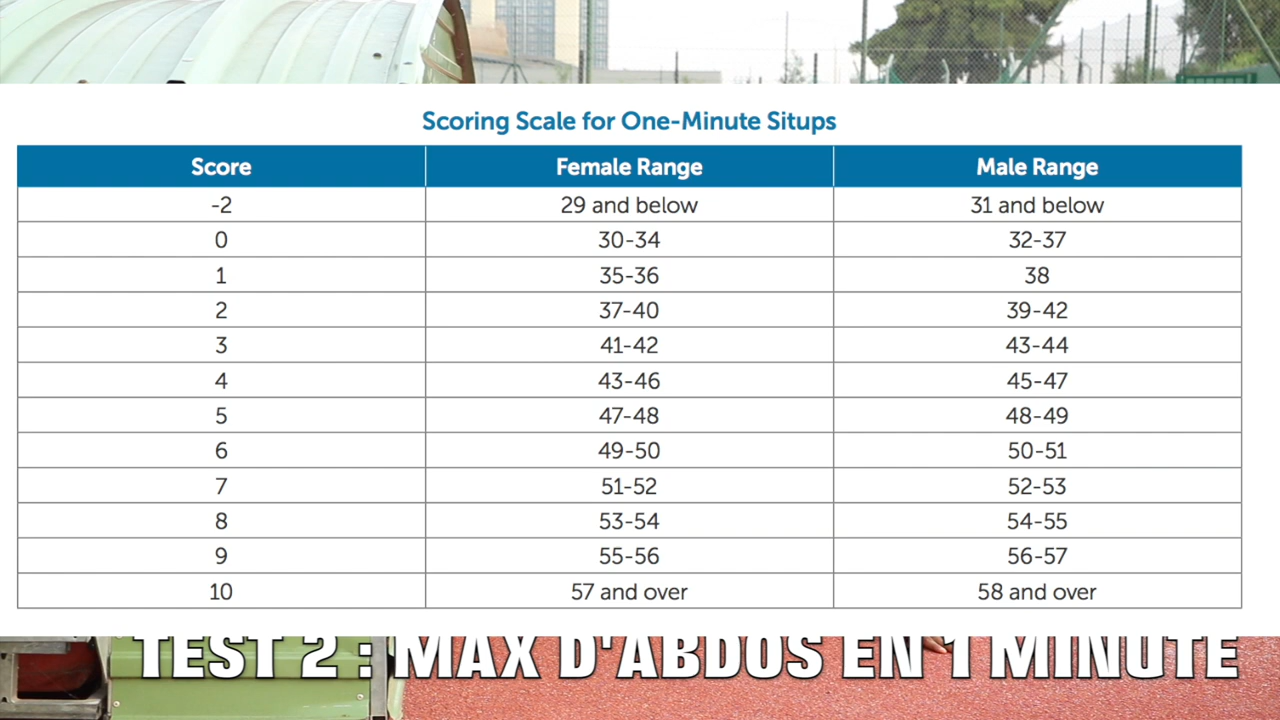 Scoring Scale for One-Minute Situps
Score Female Range Male Range
-2 29 and below 31 and below
0 30-34 32-37
1 35-36 38
2 37-40 39-42
3 41-42 43-44
4 43-46 45-47
5 47-48 48-49
6 49-50 50-51
7 51-52 52-53
8 53-54 54-55
9 55-56 56-57
10 57 and over 58 and over
TEST 2 : MAX D'ABDOS EN 1 MINUTE